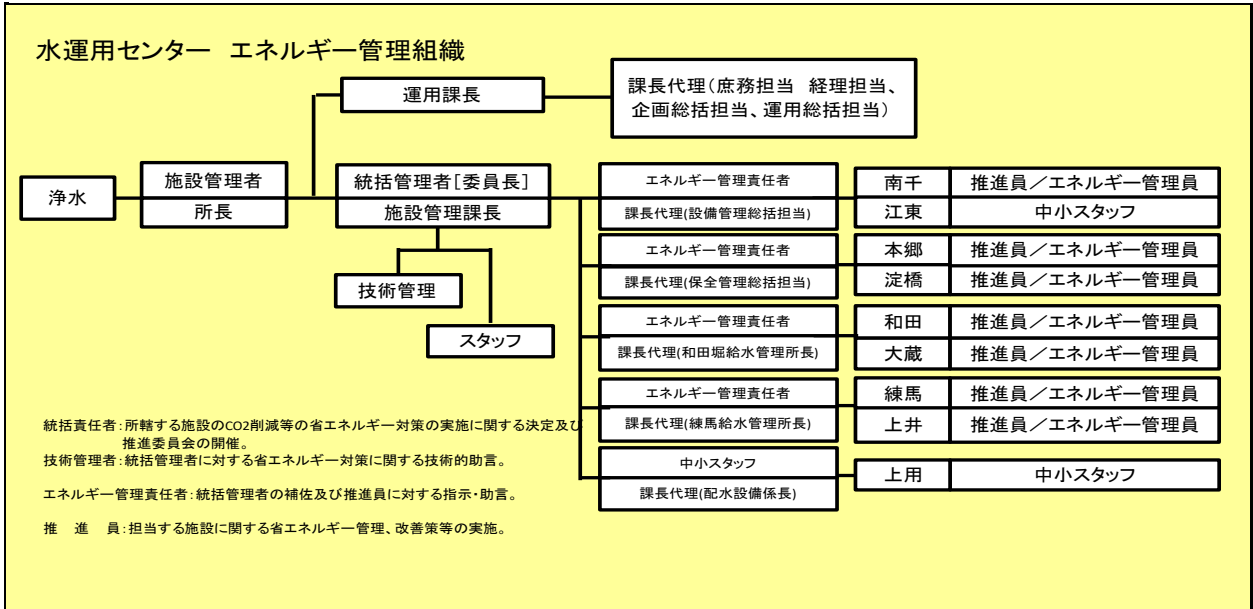 水運用センター　エネルギー管理組織
運用課長
課長代理（庶務担当　経理担当、
企画総括担当、運用総括担当）
浄水
施設管理者
所長
統括管理者［委員長］
施設管理課長
技術管理
スタッフ
エネルギー管理責任者
課長代理(設備管理総括担当)
南千　推進員／エネルギー管理員
江東　中小スタッフ
エネルギー管理責任者
課長代理(保全管理総括担当)
本郷　推進員／エネルギー管理員
淀橋　推進員／エネルギー管理員
エネルギー管理責任者
課長代理(和田堀給水管理所長)
和田　推進員／エネルギー管理員
大蔵　推進員／エネルギー管理員
エネルギー管理責任者
課長代理(練馬給水管理所長)
練馬　推進員／エネルギー管理員
上井　推進員／エネルギー管理員
中小スタッフ
課長代理(配水設備係長)
上用　中小スタッフ
統括責任者：所轄する施設のCO2削減等の省エネルギー対策の実施に関する決定及び
推進委員会の開催。
技術管理者：統括管理者に対する省エネルギー対策に関する技術的助言。
エネルギー管理責任者：統括管理者の補佐及び推進員に対する指示・助言。
推　進　員：担当する施設に関する省エネルギー管理、改善策等の実施。